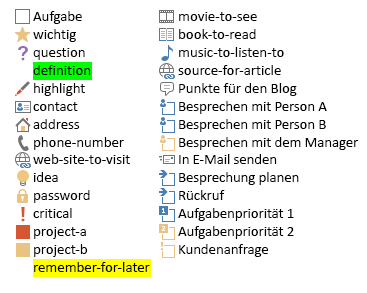 Aufgabe
wichtig
question
definition
highlight
contact
address
phone-number
web-site-to-visit
idea
password
critical
project-a
project-b
remember-for-later
movie-to-see
book-to-read
music-to-listen-to
source-for-article
Punkte für den Blog
Besprechen mit Person A
Besprechen mit Person B
Besprechen mit dem Manager
In E-Mail senden
Besprechung planen
Rückruf
1 Aufgabenpriorität 1
2 Aufgabenpriorität 2
Kundenanfrage